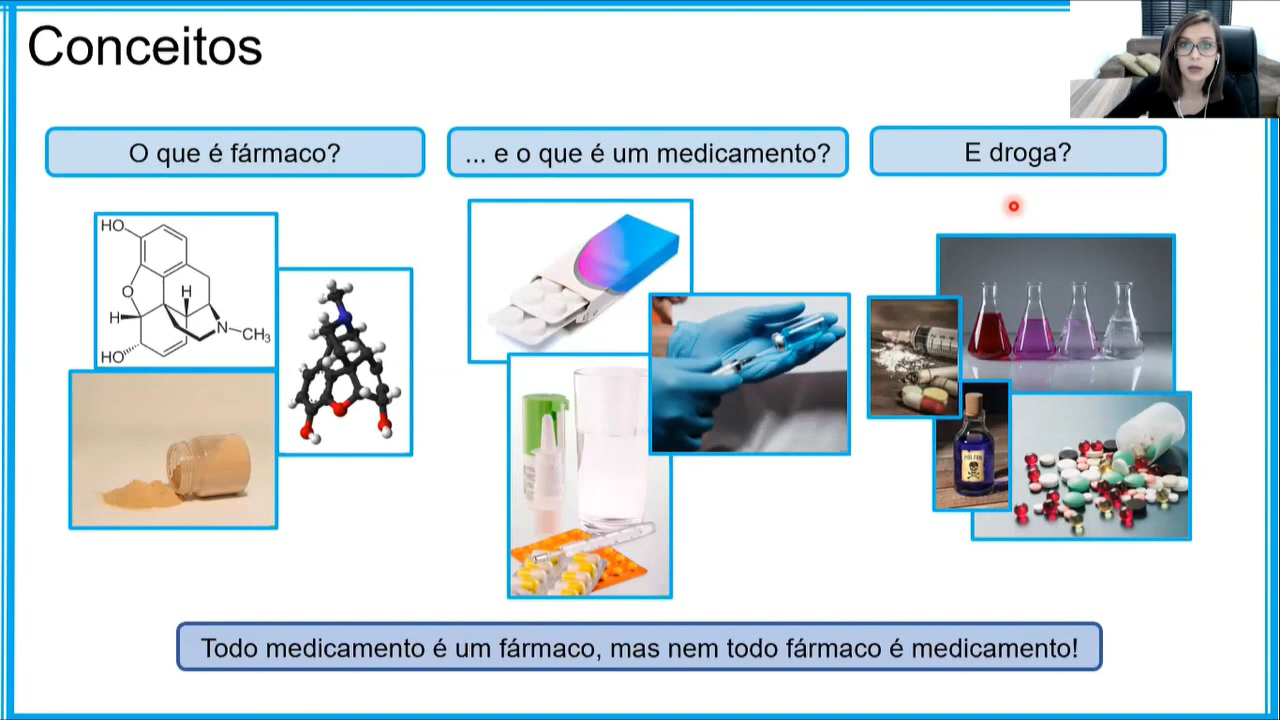 Conceitos
O que é fármaco?
... e o que é um medicamento?
E droga?
HO
O
H
H
N
CH3
HO
Todo medicamento é um fármaco, mas nem todo fármaco é medicamento!